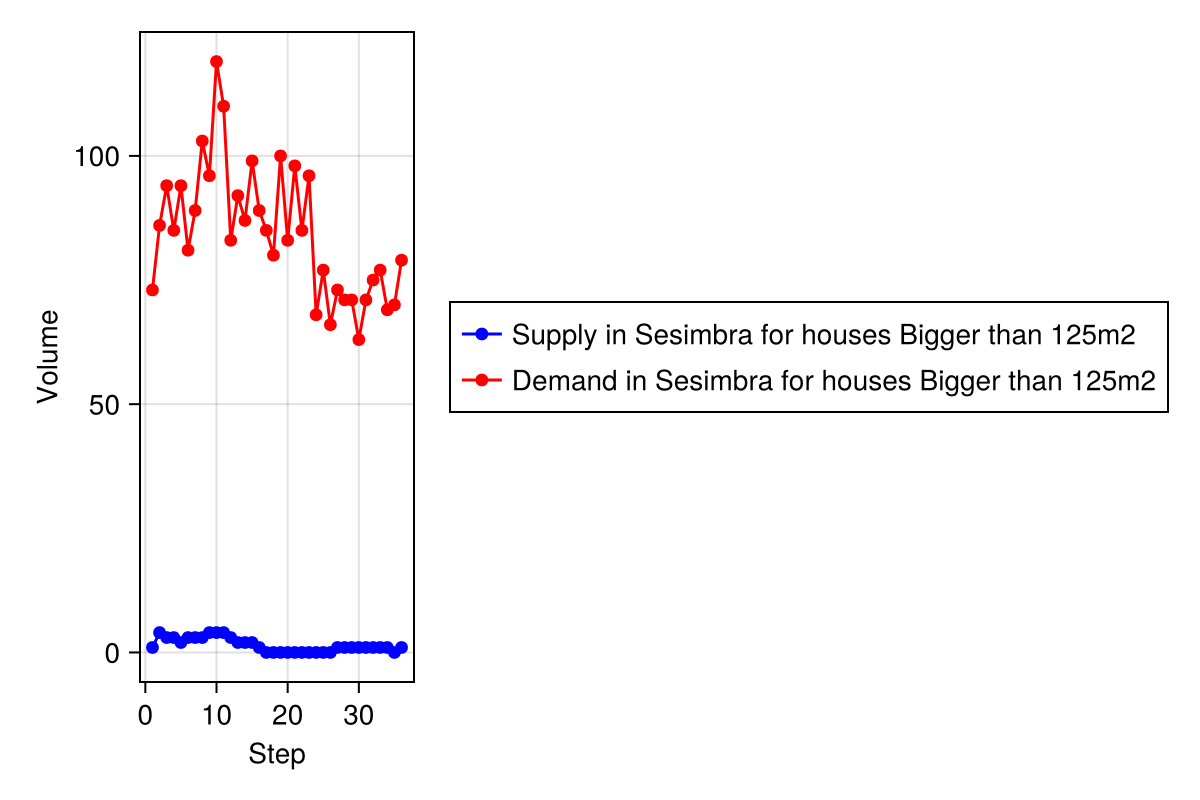 Volume
100
50
0
0 10 20 30
Step
Supply in Sesimbra for houses Bigger than 125m2
Demand in Sesimbra for houses Bigger than 125m2